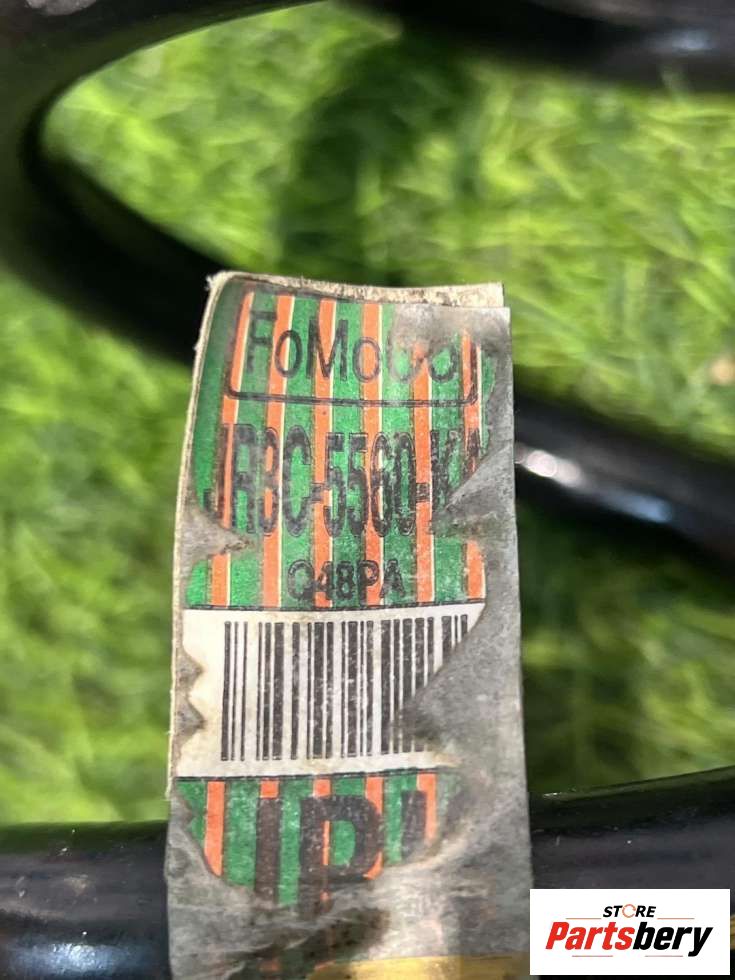 FoMoCo
JR3C-5560-K
Q48PA
STORE
Partsbery